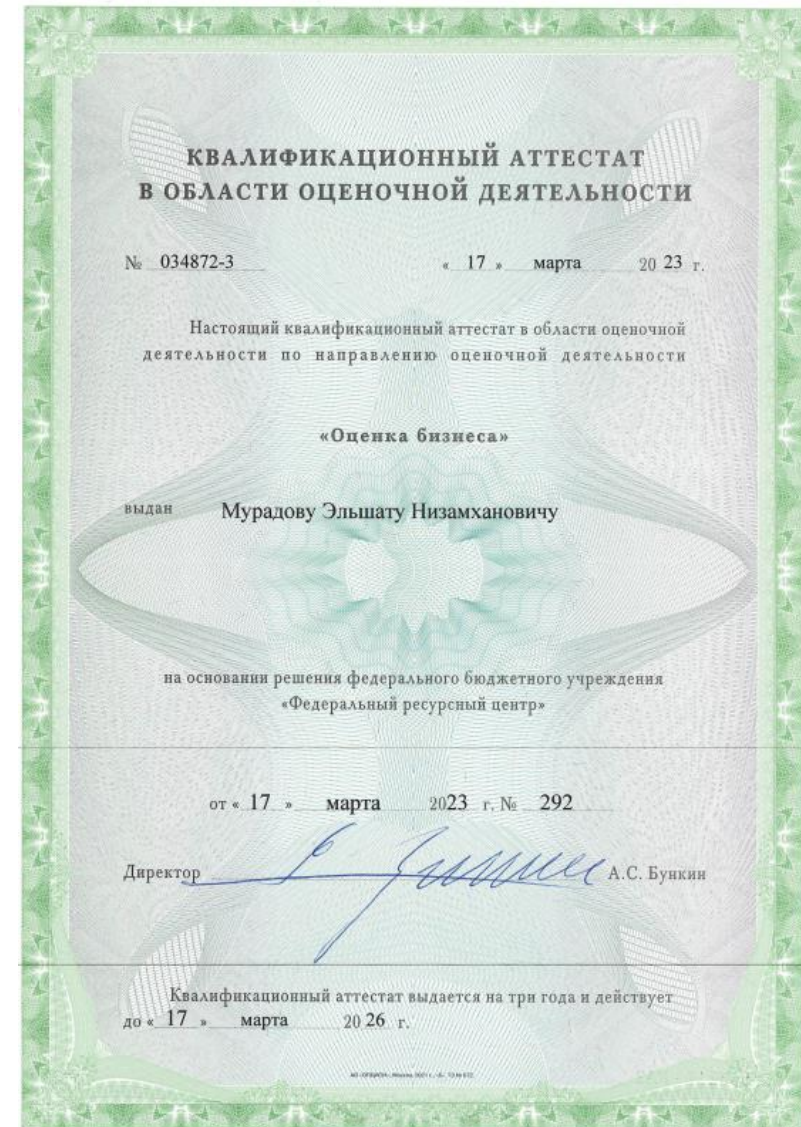 КВАЛИФИКАЦИОННЫЙ АТТЕСТАТ
В ОБЛАСТИ ОЦЕНОЧНОЙ ДЕЯТЕЛЬНОСТИ
№ 034872-3 « 17 » марта 20 23 г.
Настоящий квалификационный аттестат в области оценочной
деятельности по направлению оценочной деятельности
«Оценка бизнеса»
выдан Мурадову Эльшату Низамхановичу
на основании решения федерального бюджетного учреждения
«Федеральный ресурсный центр»
от « 17 » марта 2023 г. № 292
Директор А.С. Бункин
Квалификационный аттестат выдается на три года и действует
до « 17 » марта 20 26 г.